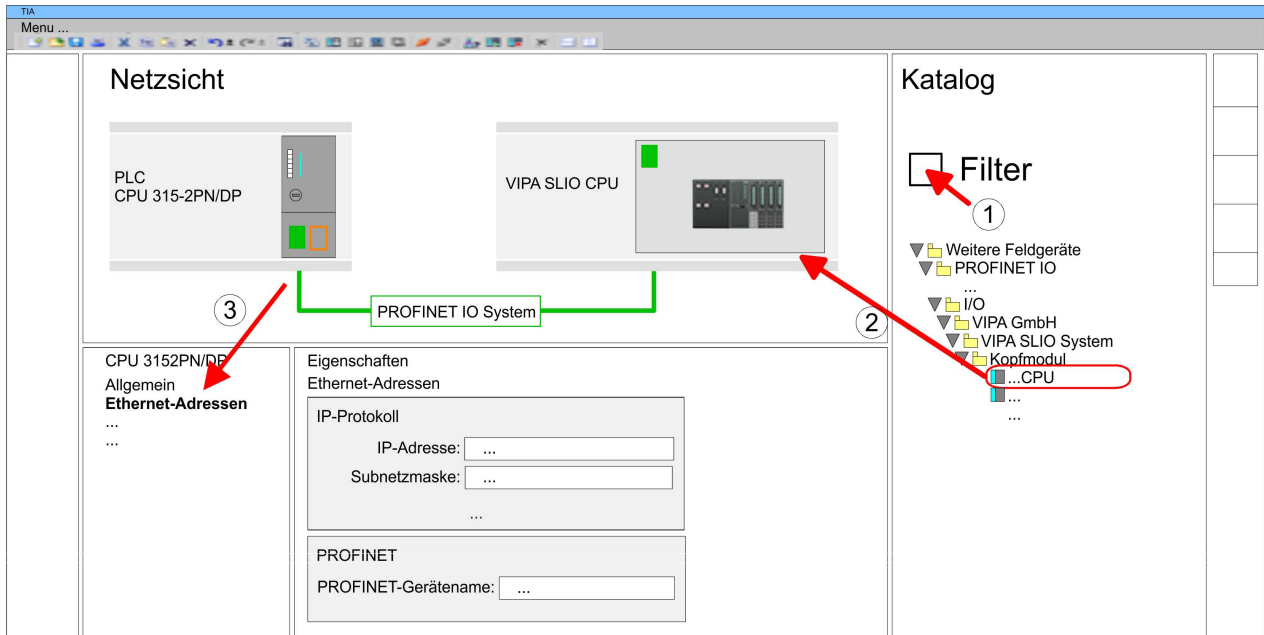 TIA
Menu ...
Netzsicht
PLC
CPU 315-2PN/DP
VIPA SLIO CPU
PROFINET IO System
3
2
Katalog
Filter
1
Weitere Feldgeräte
PROFINET IO
...
I/O
VIPA GmbH
VIPA SLIO System
Kopfmodul
...CPU
...
...
CPU 3152PN/DP
Allgemein
Ethernet-Adressen
...
...
Eigenschaften
Ethernet-Adressen
IP-Protokoll
IP-Adresse: ...
Subnetzmaske: ...
...
PROFINET
PROFINET-Gerätename: ...